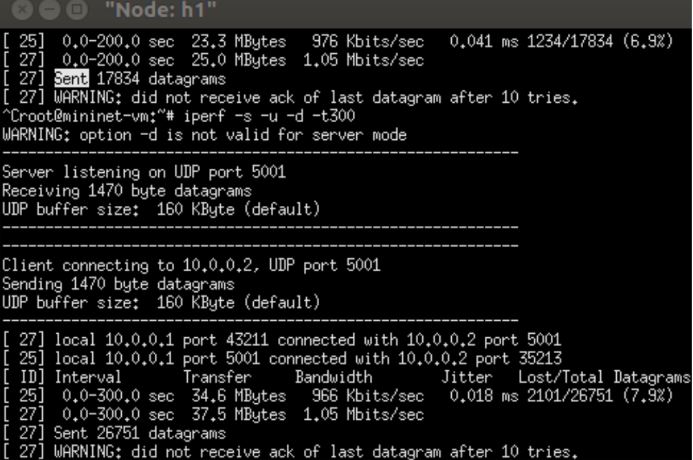 "Node: h1"
[ 25]  0.0-200.0 sec  23.3 MBytes   976 Kbits/sec   0.041 ms 1234/17834 (6.9%)
[ 27]  0.0-200.0 sec  25.0 MBytes  1.05 Mbits/sec
[ 27] Sent 17834 datagrams
[ 27] WARNING: did not receive ack of last datagram after 10 tries.
^Croot@mininet-vm:~# iperf -s -u -d -t300
WARNING: option -d is not valid for server mode
------------------------------------------------------------
Server listening on UDP port 5001
Receiving 1470 byte datagrams
UDP buffer size:  160 KByte (default)
------------------------------------------------------------
------------------------------------------------------------
Client connecting to 10.0.0.2, UDP port 5001
Sending 1470 byte datagrams
UDP buffer size:  160 KByte (default)
------------------------------------------------------------
[ 27] local 10.0.0.1 port 43211 connected with 10.0.0.2 port 5001
[ 25] local 10.0.0.1 port 5001 connected with 10.0.0.2 port 35213
[ ID] Interval       Transfer     Bandwidth        Jitter   Lost/Total Datagrams
[ 25]  0.0-300.0 sec  34.6 MBytes   966 Kbits/sec   0.018 ms 2101/26751 (7.9%)
[ 27]  0.0-300.0 sec  37.5 MBytes  1.05 Mbits/sec
[ 27] Sent 26751 datagrams
[ 27] WARNING: did not receive ack of last datagram after 10 tries.